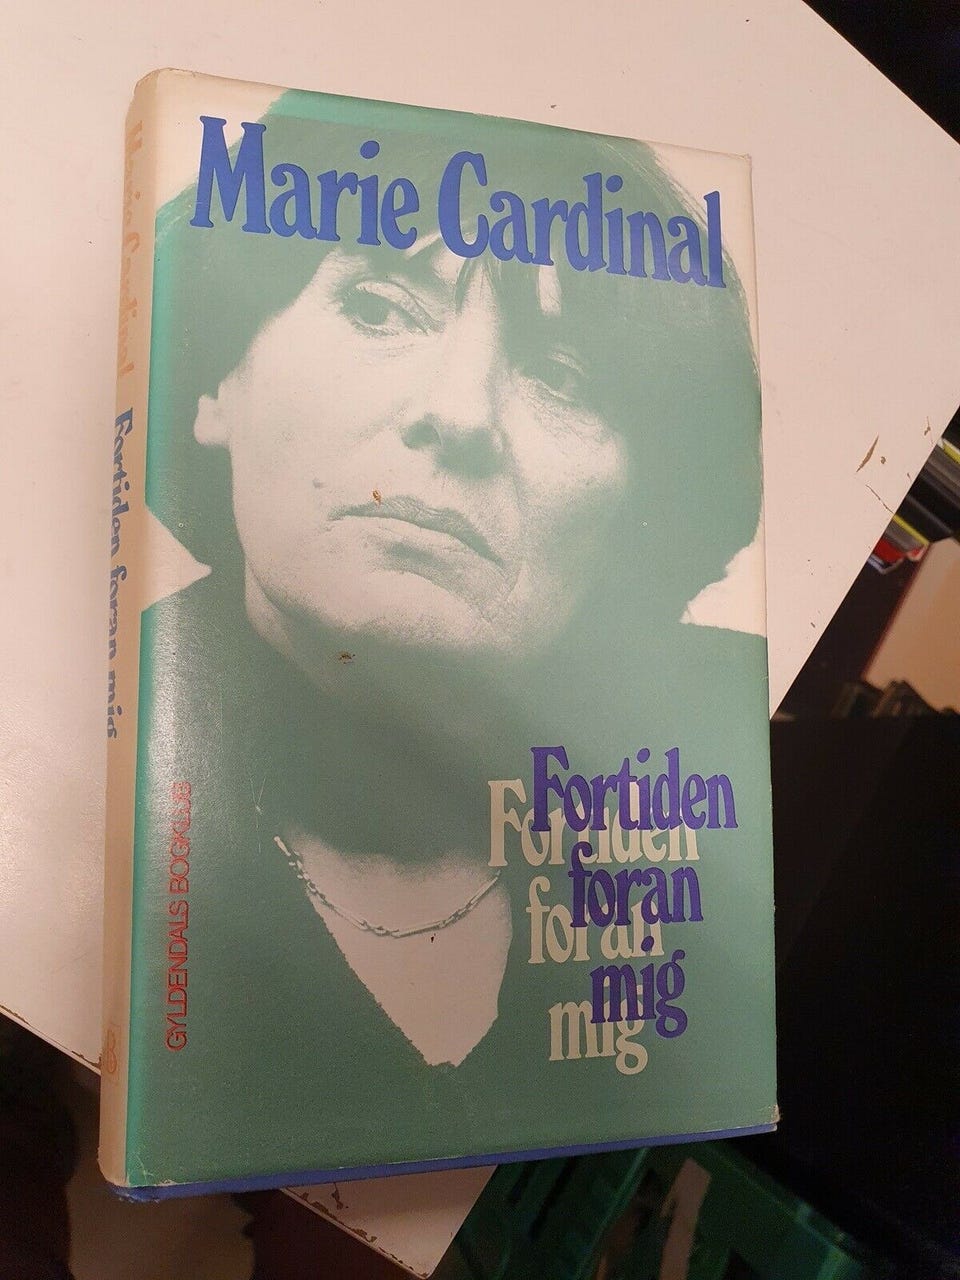 Marie Cardinal
Fortiden
foran
mig
Fortiden
foran
mig
GYLDENDALS BOGKLUB
Marie Cardinal
Fortiden foran mig